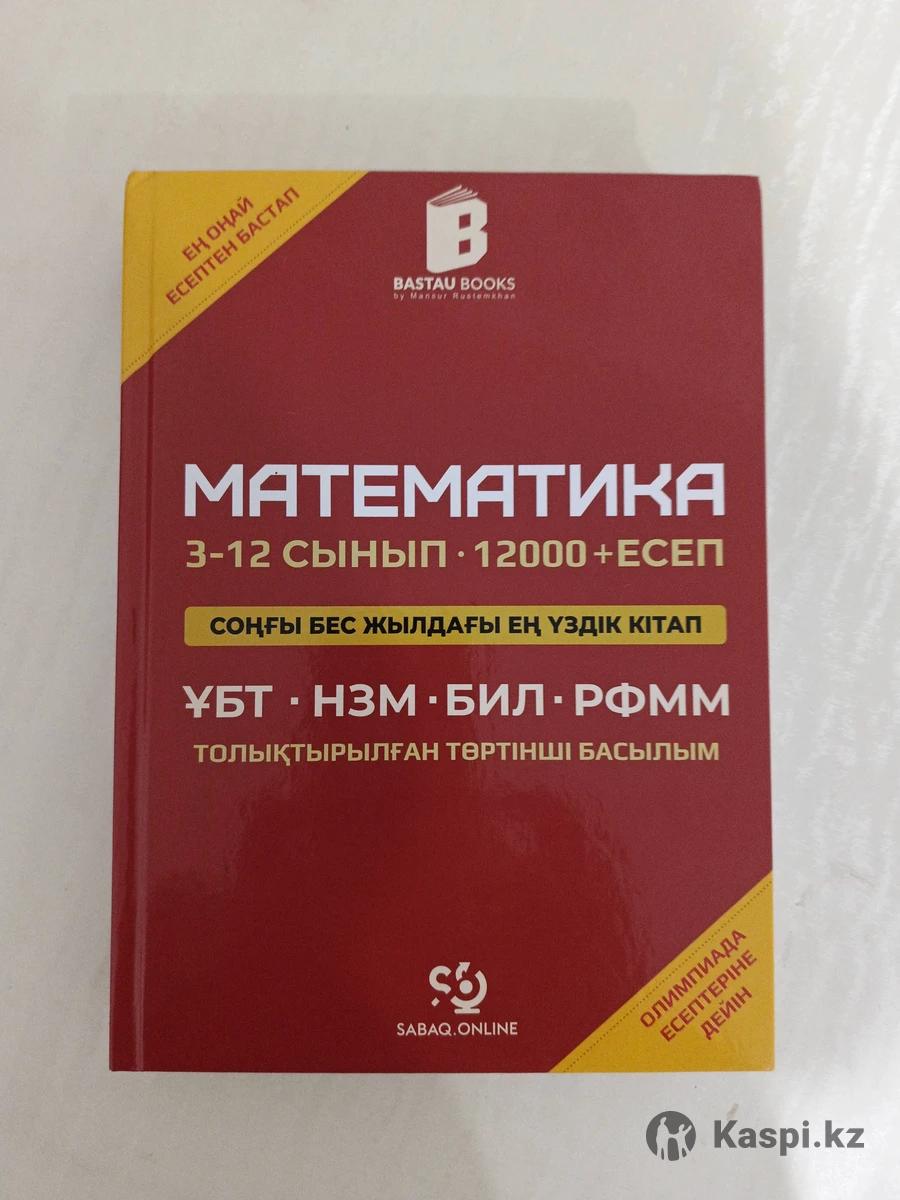 ЕҢ ОҢАЙ
ЕСЕПТЕН БАСТАП
BASTAU BOOKS
by Mansur Rustemkhan
МАТЕМАТИКА
3-12 СЫНЫП · 12000+ЕСЕП
СОҢҒЫ БЕС ЖЫЛДАҒЫ ЕҢ ҮЗДІК КІТАП
ҰБТ · НЗМ · БИЛ · РФММ
ТОЛЫҚТЫРЫЛҒАН ТӨРТІНШІ БАСЫЛЫМ
ОЛИМПИАДА
ЕСЕПТЕРІНЕ
ДЕЙІН
SABAQ.ONLINE
Kaspi.kz